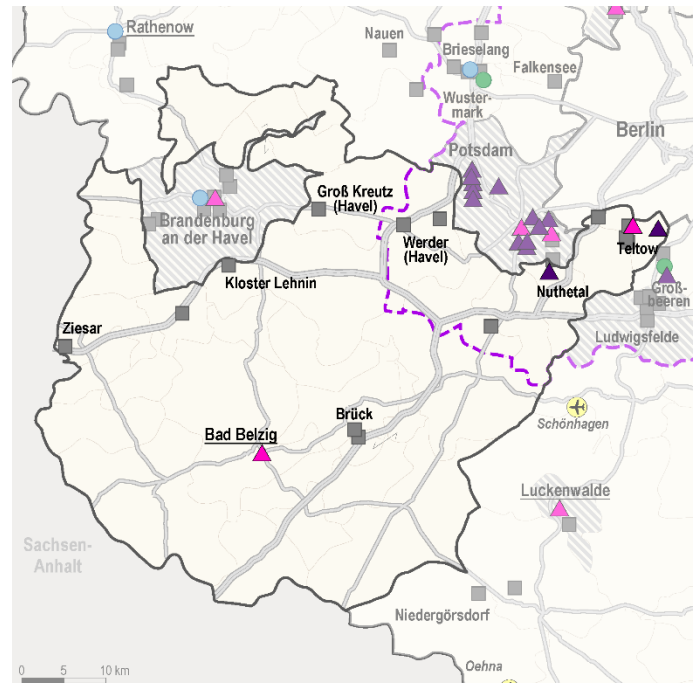 Rathenow
Nauen
Brieselang
Falkensee
Wuster-
mark
Berlin
Potsdam
Groß Kreutz
(Havel)
Brandenburg
an der Havel
Werder
(Havel)
Teltow
Kloster Lehnin
Nuthetal
Groß-
beeren
Ziesar
Ludwigsfelde
Schönhagen
Brück
Bad Belzig
Luckenwalde
Sachsen-
Anhalt
Niedergörsdorf
Oehna
0 5 10 km